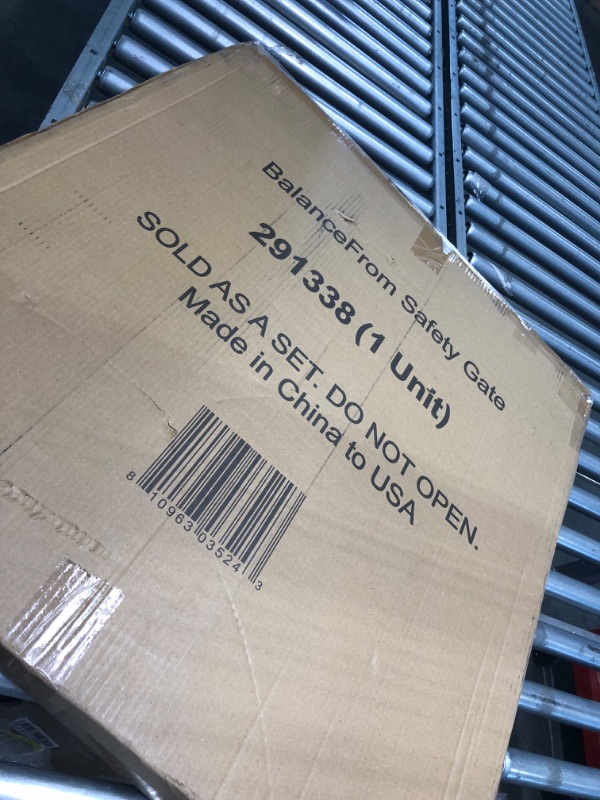 BalanceFrom Safety Gate
291338 (1 Unit)
SOLD AS A SET. DO NOT OPEN.
Made in China to USA
8 10963 03524 3